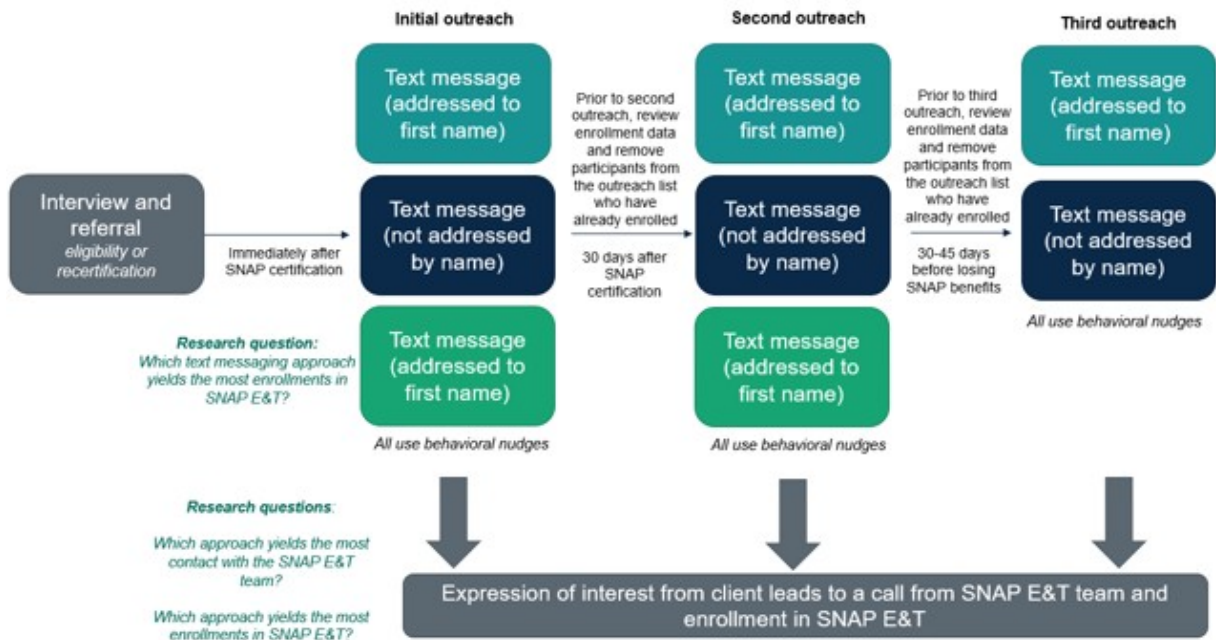 Initial outreach
Second outreach
Third outreach
Interview and
referral
eligibility or
recertification
Immediately after
SNAP certification
Text message
(addressed to
first name)
Text message
(not addressed
by name)
Text message
(addressed to
first name)
All use behavioral nudges
Prior to second
outreach, review
enrollment data
and remove
participants from
the outreach list
who have
already enrolled
30 days after
SNAP
certification
Text message
(addressed to
first name)
Text message
(not addressed
by name)
Text message
(addressed to
first name)
All use behavioral nudges
Prior to third
outreach, review
enrollment data
and remove
participants from
the outreach list
who have
already enrolled
30-45 days
before losing
SNAP benefits
Text message
(addressed to
first name)
Text message
(not addressed
by name)
All use behavioral nudges
Research question:
Which text messaging approach
yields the most enrollments in
SNAP E&T?
Research questions:
Which approach yields the most
contact with the SNAP E&T
team?
Which approach yields the most
enrollments in SNAP E&T?
Expression of interest from client leads to a call from SNAP E&T team and
enrollment in SNAP E&T